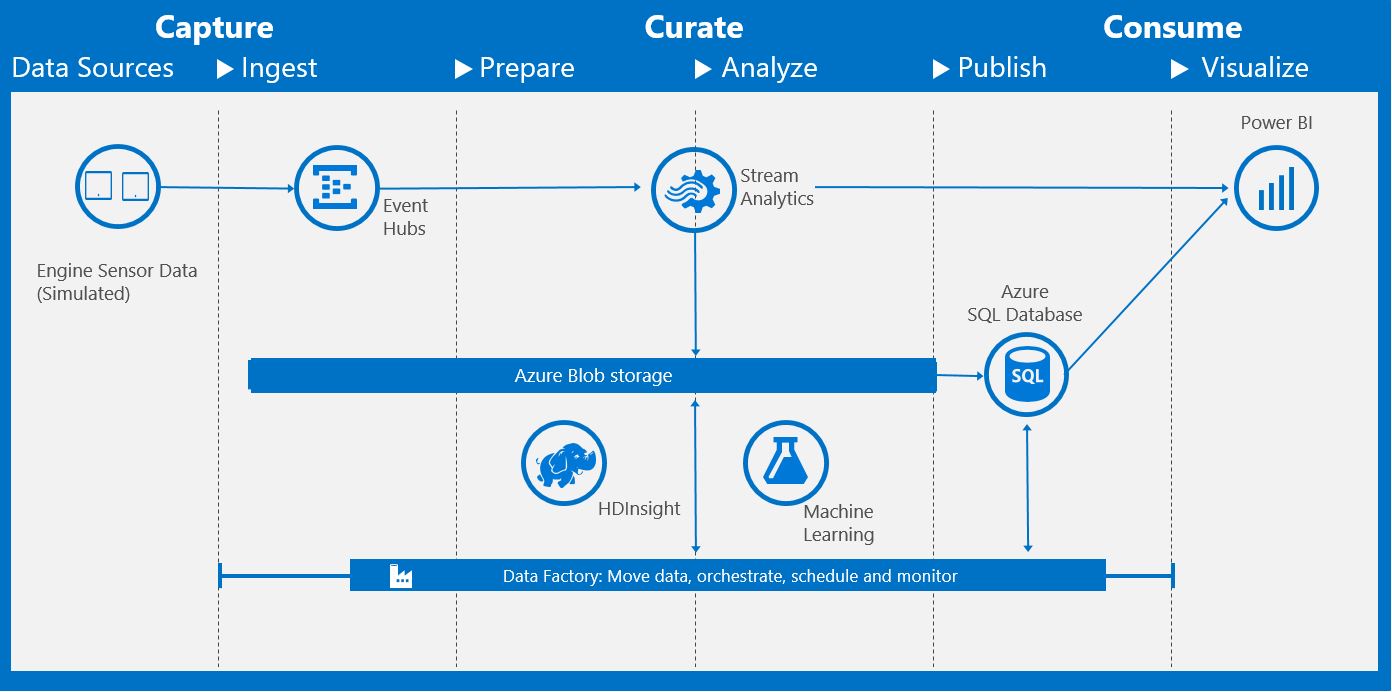 Capture
Curate
Consume
Data Sources
Ingest
Prepare
Analyze
Publish
Visualize
Power BI
Stream
Analytics
Event
Hubs
Engine Sensor Data
(Simulated)
Azure
SQL Database
Azure Blob storage
SQL
HDInsight
Machine
Learning
Data Factory: Move data, orchestrate, schedule and monitor